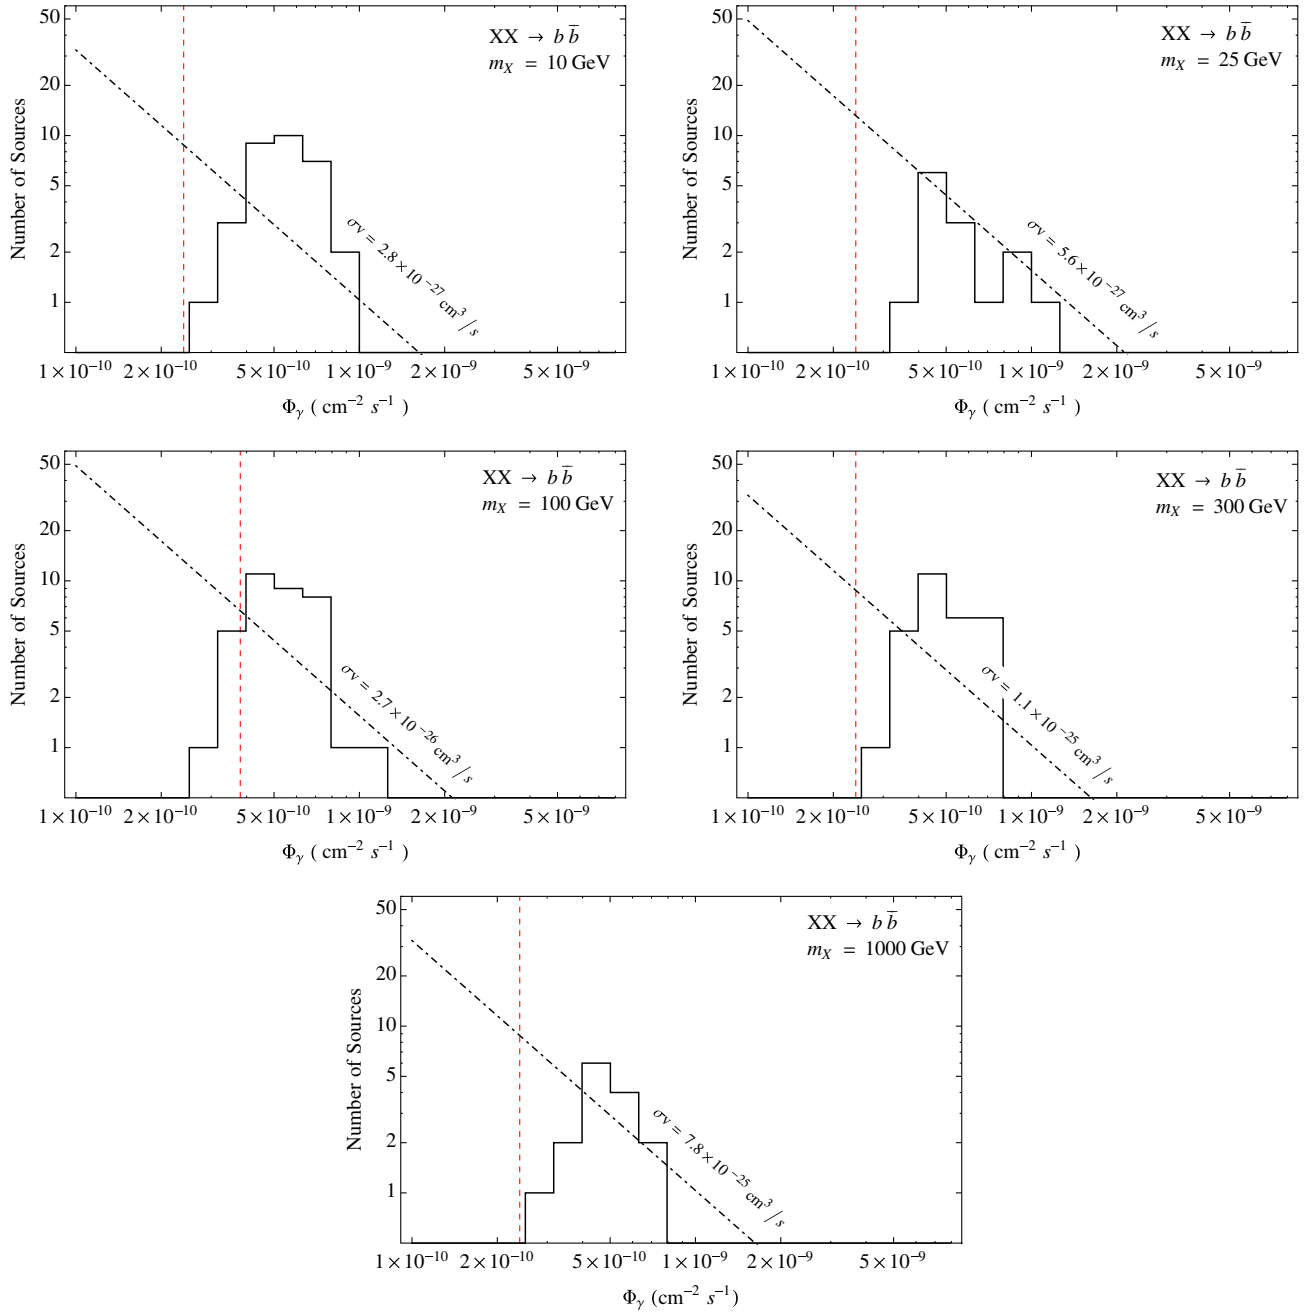 XX → b b̄
m_X = 10 GeV
50
20
10
5
2
1
Number of Sources
σv = 2.8×10⁻²⁷ cm³/s
1×10⁻¹⁰ 2×10⁻¹⁰ 5×10⁻¹⁰ 1×10⁻⁹ 2×10⁻⁹ 5×10⁻⁹
Φ_γ ( cm⁻² s⁻¹ )
XX → b b̄
m_X = 25 GeV
50
20
10
5
2
1
Number of Sources
σv = 5.6×10⁻²⁷ cm³/s
1×10⁻¹⁰ 2×10⁻¹⁰ 5×10⁻¹⁰ 1×10⁻⁹ 2×10⁻⁹ 5×10⁻⁹
Φ_γ ( cm⁻² s⁻¹ )
XX → b b̄
m_X = 100 GeV
50
20
10
5
2
1
Number of Sources
σv = 2.7×10⁻²⁶ cm³/s
1×10⁻¹⁰ 2×10⁻¹⁰ 5×10⁻¹⁰ 1×10⁻⁹ 2×10⁻⁹ 5×10⁻⁹
Φ_γ ( cm⁻² s⁻¹ )
XX → b b̄
m_X = 300 GeV
50
20
10
5
2
1
Number of Sources
σv = 1.1×10⁻²⁵ cm³/s
1×10⁻¹⁰ 2×10⁻¹⁰ 5×10⁻¹⁰ 1×10⁻⁹ 2×10⁻⁹ 5×10⁻⁹
Φ_γ ( cm⁻² s⁻¹ )
XX → b b̄
m_X = 1000 GeV
50
20
10
5
2
1
Number of Sources
σv = 7.8×10⁻²⁵ cm³/s
1×10⁻¹⁰ 2×10⁻¹⁰ 5×10⁻¹⁰ 1×10⁻⁹ 2×10⁻⁹ 5×10⁻⁹
Φ_γ (cm⁻² s⁻¹)